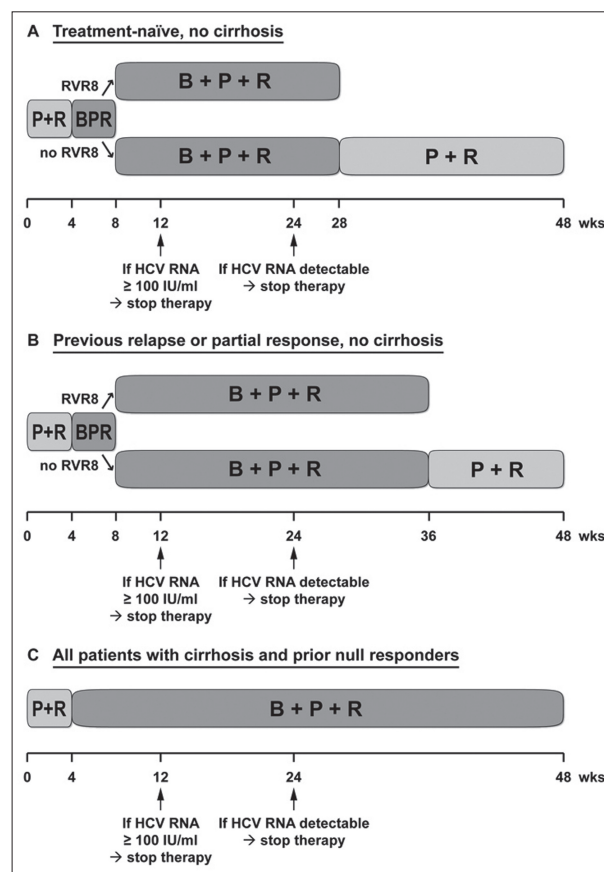 A Treatment-naïve, no cirrhosis
RVR8
B + P + R
P+R
BPR
no RVR8
B + P + R
P + R
0 4 8 12 24 28 48 wks
If HCV RNA
≥ 100 IU/ml
→ stop therapy
If HCV RNA detectable
→ stop therapy
B Previous relapse or partial response, no cirrhosis
RVR8
B + P + R
P+R
BPR
no RVR8
B + P + R
P + R
0 4 8 12 24 36 48 wks
If HCV RNA
≥ 100 IU/ml
→ stop therapy
If HCV RNA detectable
→ stop therapy
C All patients with cirrhosis and prior null responders
P+R
B + P + R
0 4 12 24 48 wks
If HCV RNA
≥ 100 IU/ml
→ stop therapy
If HCV RNA detectable
→ stop therapy